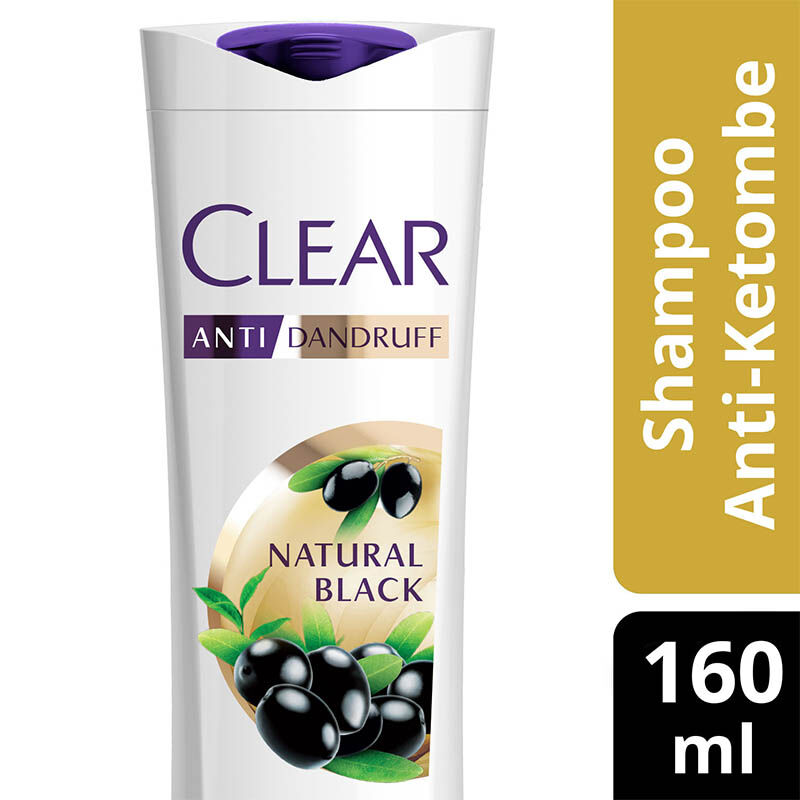 CLEAR
ANTI DANDRUFF
NATURAL
BLACK
Shampoo
Anti-Ketombe
160
ml